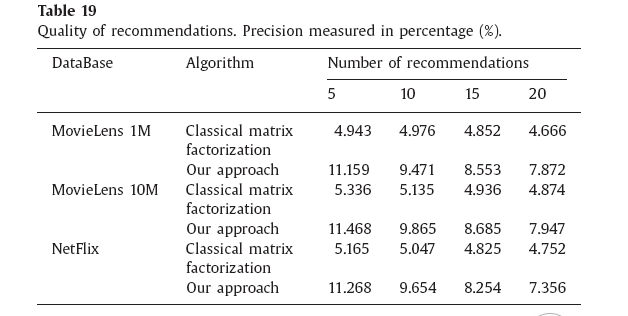 Table 19
Quality of recommendations. Precision measured in percentage (%).
DataBase Algorithm Number of recommendations
5 10 15 20
MovieLens 1M Classical matrix 4.943 4.976 4.852 4.666
factorization
Our approach 11.159 9.471 8.553 7.872
MovieLens 10M Classical matrix 5.336 5.135 4.936 4.874
factorization
Our approach 11.468 9.865 8.685 7.947
NetFlix Classical matrix 5.165 5.047 4.825 4.752
factorization
Our approach 11.268 9.654 8.254 7.356